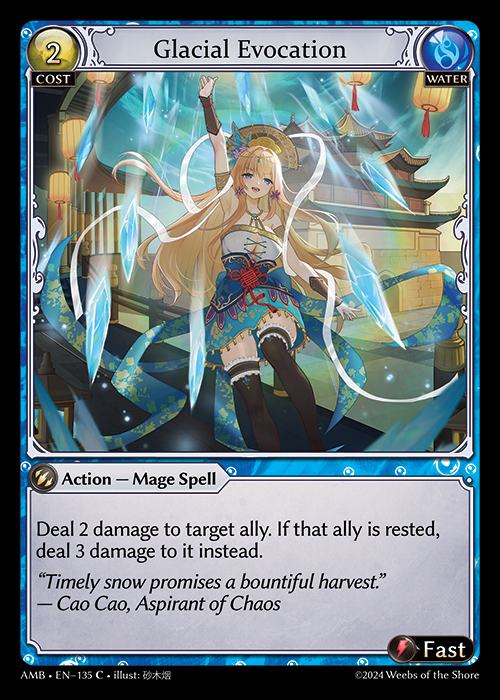 2
COST
Glacial Evocation
WATER
Action — Mage Spell
Deal 2 damage to target ally. If that ally is rested,
deal 3 damage to it instead.
“Timely snow promises a bountiful harvest.”
— Cao Cao, Aspirant of Chaos
Fast
AMB • EN–135 C • illust: 砂木烟
©2024 Weebs of the Shore